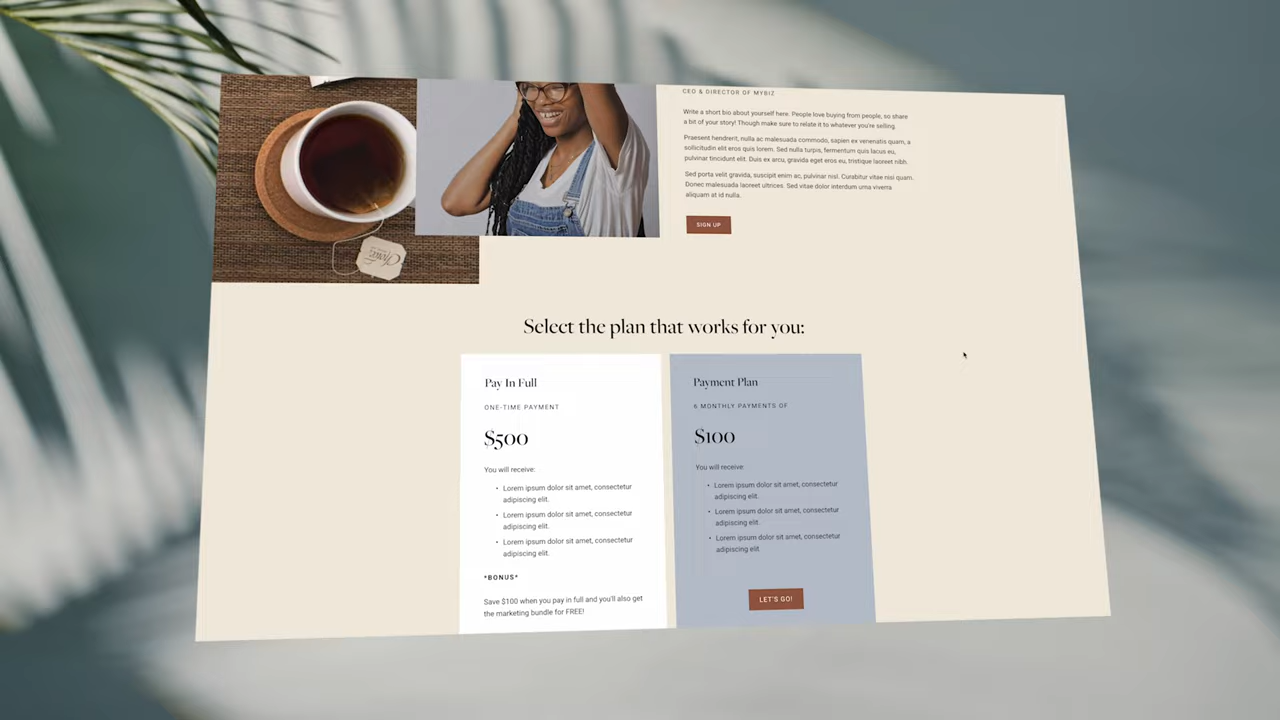 CEO & DIRECTOR OF MYBIZ
Write a short bio about yourself here. People love buying from people, so share
a bit of your story! Though make sure to relate it to whatever you're selling.
Praesent hendrerit, nulla ac malesuada commodo, sapien ex venenatis quam, a
sollicitudin elit eros quis lorem. Sed nulla turpis, fermentum quis lacus eu,
pulvinar tincidunt elit. Duis ex arcu, gravida eget eros eu, tristique laoreet nibh.
Sed porta velit gravida, suscipit enim ac, pulvinar nisl. Curabitur vitae nisi quam.
Donec malesuada laoreet ultrices. Sed vitae dolor interdum urna viverra
aliquam at id nulla.
SIGN UP
Select the plan that works for you:
Pay In Full
ONE-TIME PAYMENT
$500
You will receive:
• Lorem ipsum dolor sit amet, consectetur
adipiscing elit.
• Lorem ipsum dolor sit amet, consectetur
adipiscing elit.
• Lorem ipsum dolor sit amet, consectetur
adipiscing elit.
*BONUS*
Save $100 when you pay in full and you'll also get
the marketing bundle for FREE!
Payment Plan
6 MONTHLY PAYMENTS OF
$100
You will receive:
• Lorem ipsum dolor sit amet, consectetur
adipiscing elit.
• Lorem ipsum dolor sit amet, consectetur
adipiscing elit.
• Lorem ipsum dolor sit amet, consectetur
adipiscing elit.
LET'S GO!